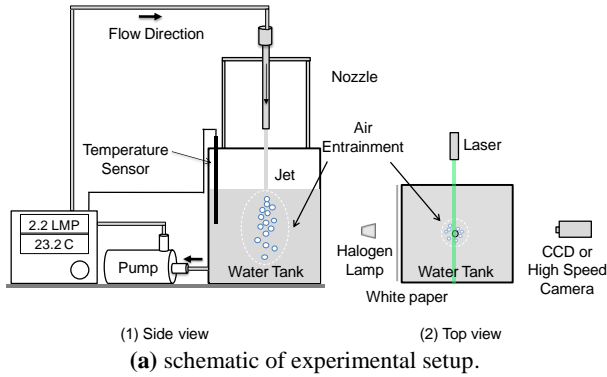 Flow Direction
Nozzle
Temperature
Sensor
Air
Entrainment
Jet
Laser
2.2 LMP
23.2 C
Pump
Water Tank
Halogen
Lamp
Water Tank
CCD or
High Speed
Camera
White paper
(1) Side view
(2) Top view
(a) schematic of experimental setup.